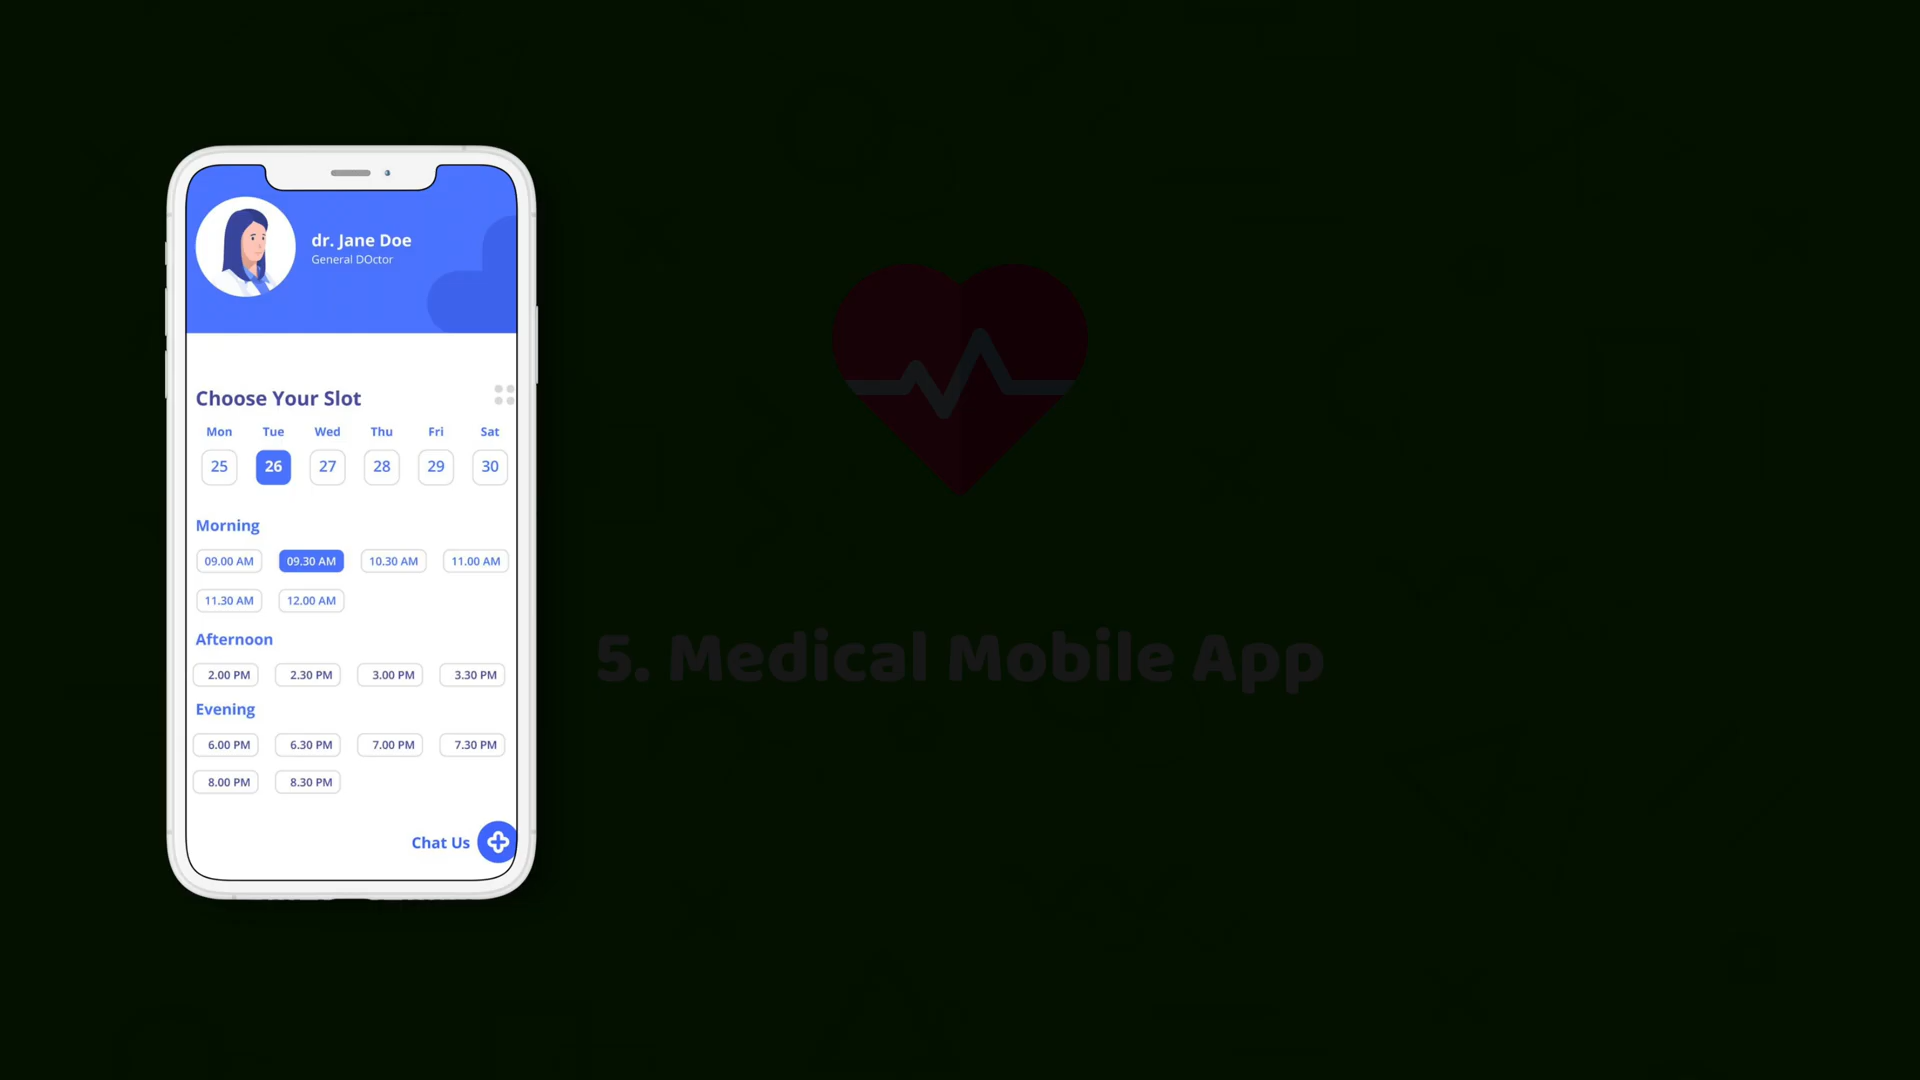 dr. Jane Doe
General DOctor
Choose Your Slot
Mon Tue Wed Thu Fri Sat
25 26 27 28 29 30
Morning
09.00 AM 09.30 AM 10.30 AM 11.00 AM
11.30 AM 12.00 AM
Afternoon
2.00 PM 2.30 PM 3.00 PM 3.30 PM
Evening
6.00 PM 6.30 PM 7.00 PM 7.30 PM
8.00 PM 8.30 PM
Chat Us
5. Medical Mobile App